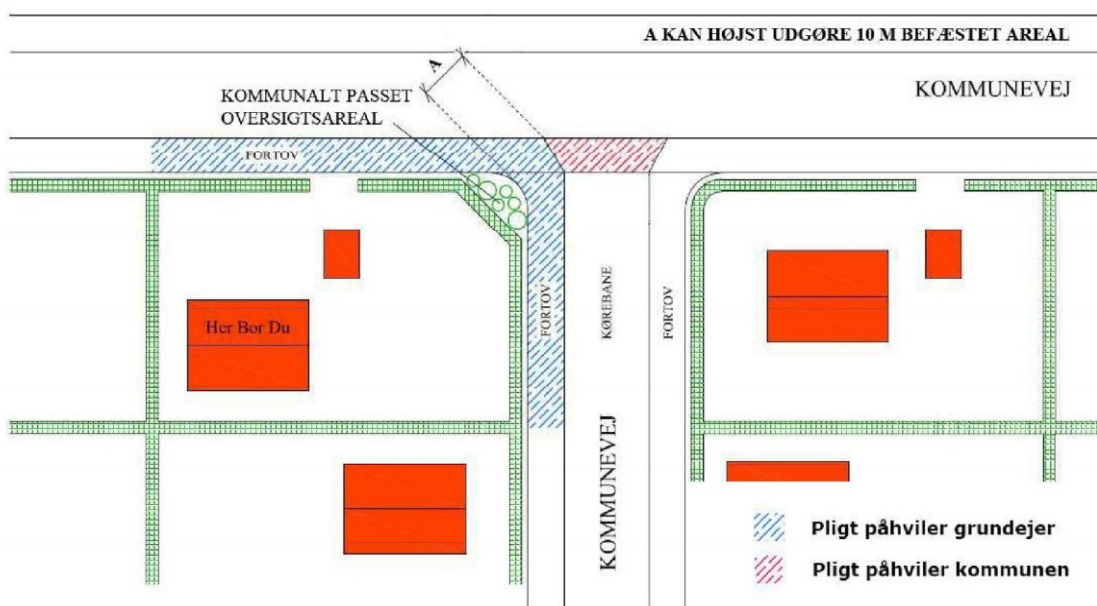 A KAN HØJST UDGØRE 10 M BEFÆSTET AREAL
KOMMUNEVEJ
A
KOMMUNALT PASSET
OVERSIGTSAREAL
FORTOV
Her Bor Du
FORTOV
KØREBANE
FORTOV
KOMMUNEVEJ
Pligt påhviler grundejer
Pligt påhviler kommunen